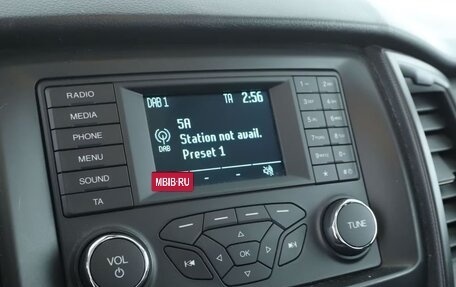 RADIO
MEDIA
PHONE
MENU
SOUND
TA
DAB 1 TA 2:56
5A
Station not avail.
Preset 1
DAB
MBIB.RU
VOL
OK
TUNE